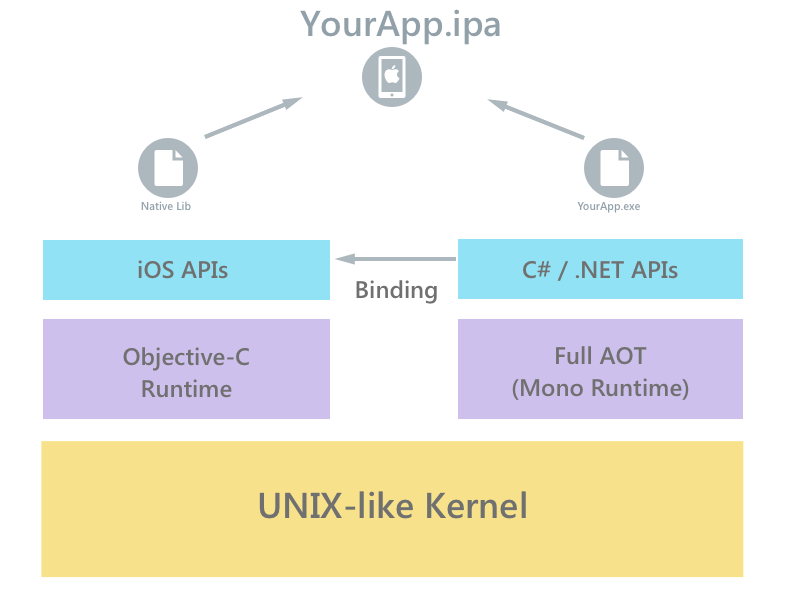 YourApp.ipa
Native Lib
YourApp.exe
iOS APIs
C# / .NET APIs
Binding
Objective-C
Runtime
Full AOT
(Mono Runtime)
UNIX-like Kernel